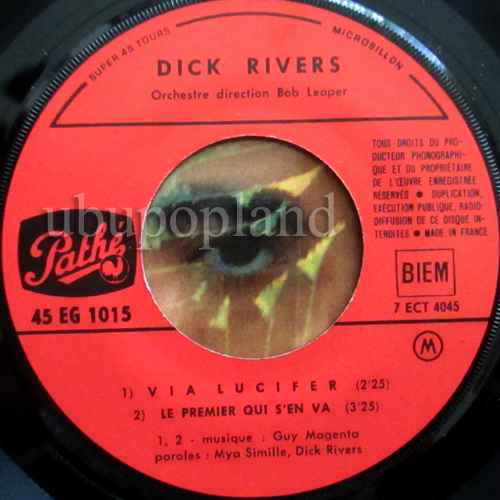 SUPER 45 TOURS
MICROSILLON
DICK RIVERS
Orchestre direction Bob Leaper
TOUS DROITS DU PRO-
DUCTEUR PHONOGRAPHI-
QUE ET DU PROPRIÉTAIRE
DE L'ŒUVRE ENREGISTRÉE
RÉSERVÉS • DUPLICATION,
EXÉCUTION PUBLIQUE, RADIO-
DIFFUSION DE CE DISQUE IN-
TERDITES • MADE IN FRANCE
ubupopland
Pathé
45 EG 1015
BIEM
7 ECT 4045
M
1) VIA LUCIFER (2'25)
2) LE PREMIER QUI S'EN VA (3'25)
1, 2 - musique : Guy Magenta
paroles : Mya Simille, Dick Rivers